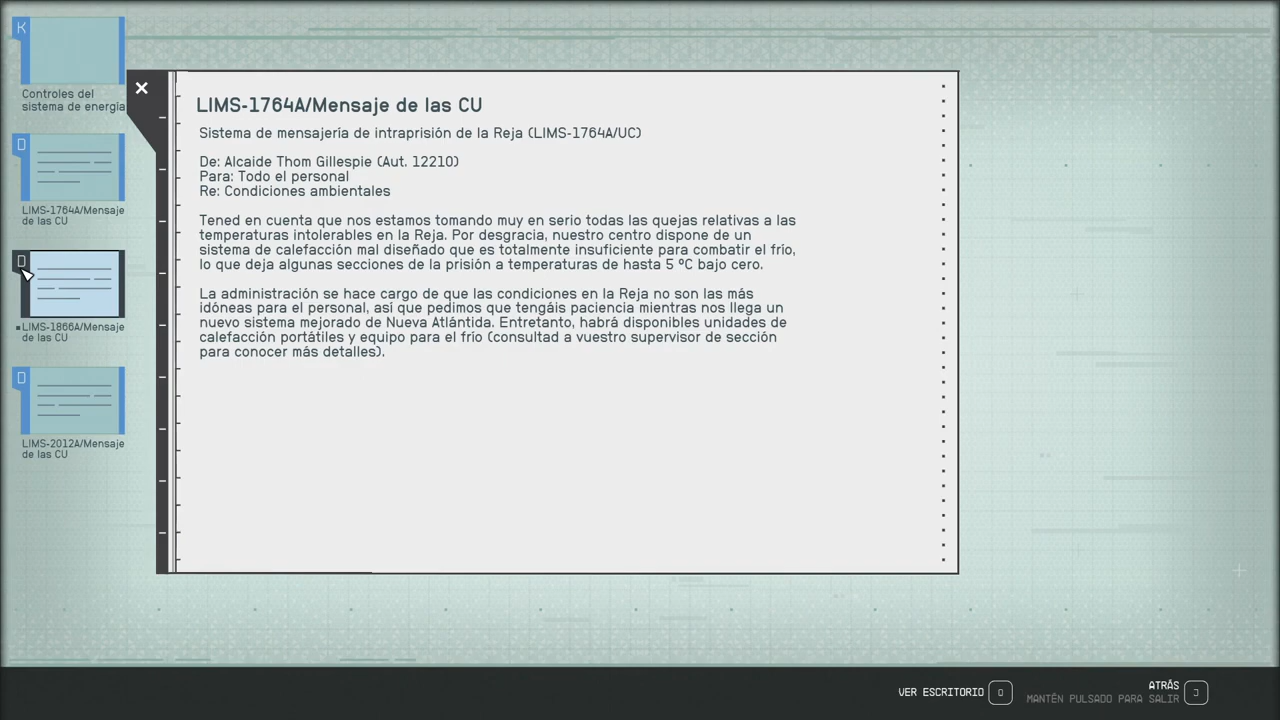 K
Controles del
sistema de energía
D
LIMS-1764A/Mensaje
de las CU
D
LIMS-1866A/Mensaje
de las CU
D
LIMS-2012A/Mensaje
de las CU
LIMS-1764A/Mensaje de las CU
Sistema de mensajería de intraprisión de la Reja (LIMS-1764A/UC)
De: Alcaide Thom Gillespie (Aut. 12210)
Para: Todo el personal
Re: Condiciones ambientales
Tened en cuenta que nos estamos tomando muy en serio todas las quejas relativas a las
temperaturas intolerables en la Reja. Por desgracia, nuestro centro dispone de un
sistema de calefacción mal diseñado que es totalmente insuficiente para combatir el frío,
lo que deja algunas secciones de la prisión a temperaturas de hasta 5 ºC bajo cero.
La administración se hace cargo de que las condiciones en la Reja no son las más
idóneas para el personal, así que pedimos que tengáis paciencia mientras nos llega un
nuevo sistema mejorado de Nueva Atlántida. Entretanto, habrá disponibles unidades de
calefacción portátiles y equipo para el frío (consultad a vuestro supervisor de sección
para conocer más detalles).
VER ESCRITORIO Q
ATRÁS
MANTÉN PULSADO PARA SALIR